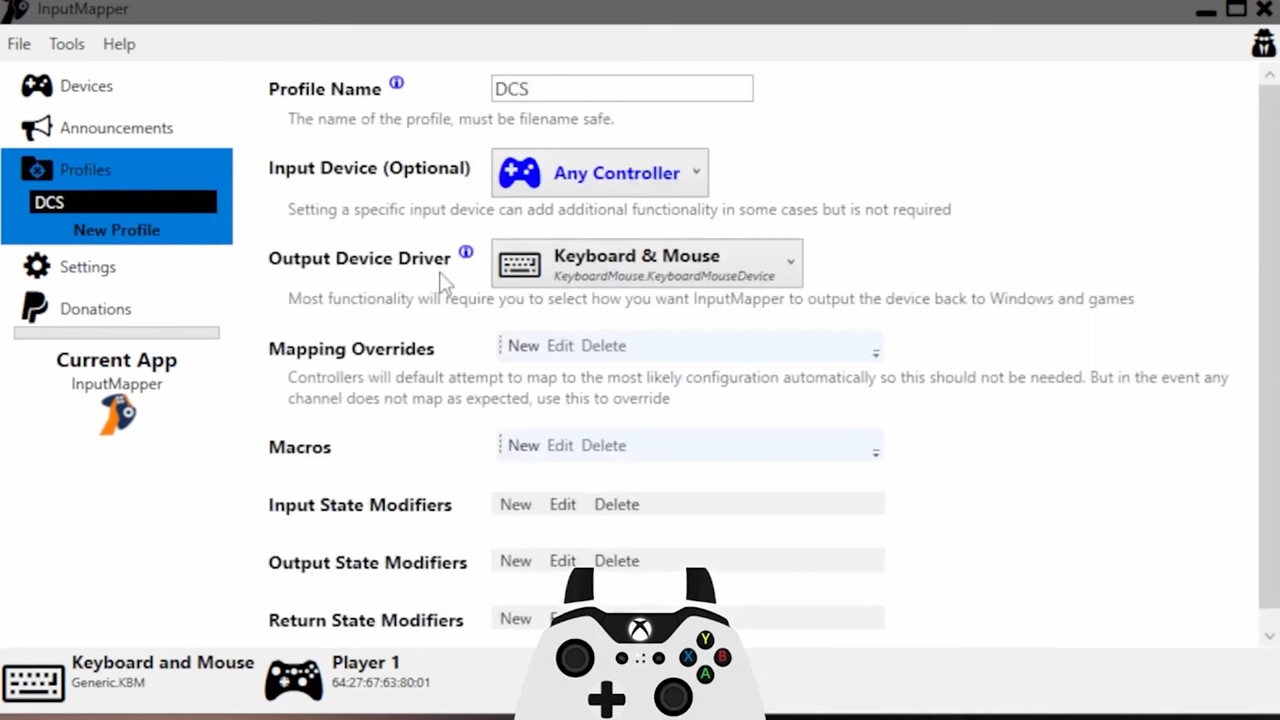 InputMapper
File Tools Help
Devices
Announcements
Profiles
DCS
New Profile
Settings
Donations
Current App
InputMapper
Profile Name
DCS
The name of the profile, must be filename safe.
Input Device (Optional)
Any Controller
Setting a specific input device can add additional functionality in some cases but is not required
Output Device Driver
Keyboard & Mouse
KeyboardMouse.KeyboardMouseDevice
Most functionality will require you to select how you want InputMapper to output the device back to Windows and games
Mapping Overrides
New Edit Delete
Controllers will default attempt to map to the most likely configuration automatically so this should not be needed. But in the event any
channel does not map as expected, use this to override
Macros
New Edit Delete
Input State Modifiers
New Edit Delete
Output State Modifiers
New Edit Delete
Return State Modifiers
New
Keyboard and Mouse
Generic.KBM
Player 1
64:27:67:63:80:01
Y
X B
A